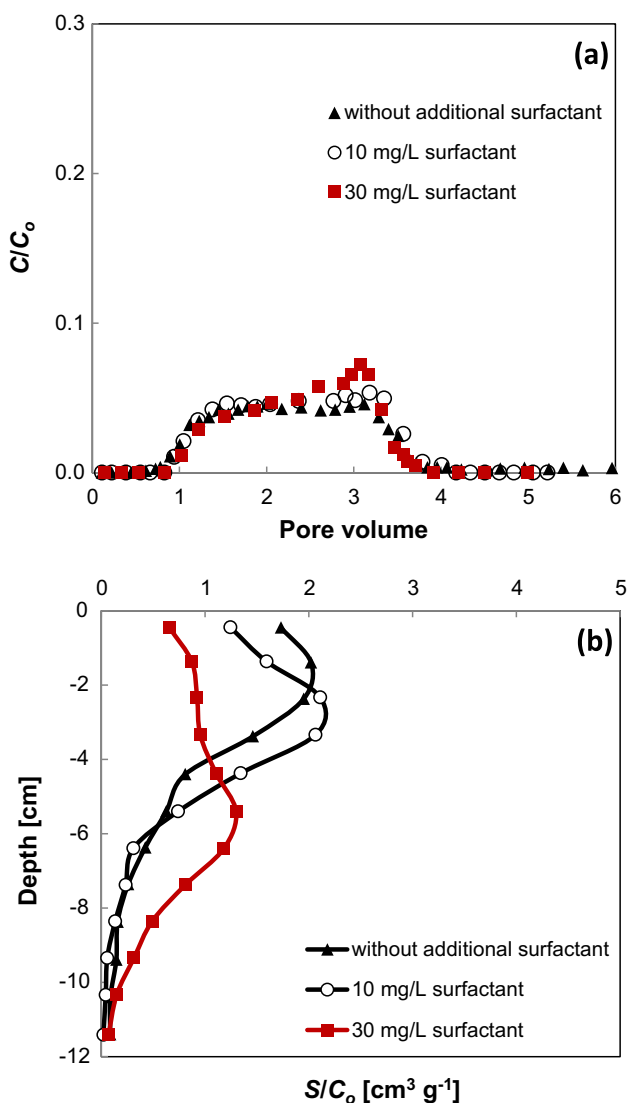 0.3
(a)
without additional surfactant
10 mg/L surfactant
30 mg/L surfactant
0.2
C/Co
0.1
0.0
0 1 2 3 4 5 6
Pore volume
0 1 2 3 4 5
0
(b)
-2
-4
Depth [cm]
-6
-8
without additional surfactant
-10
10 mg/L surfactant
30 mg/L surfactant
-12
S/Co [cm³ g⁻¹]